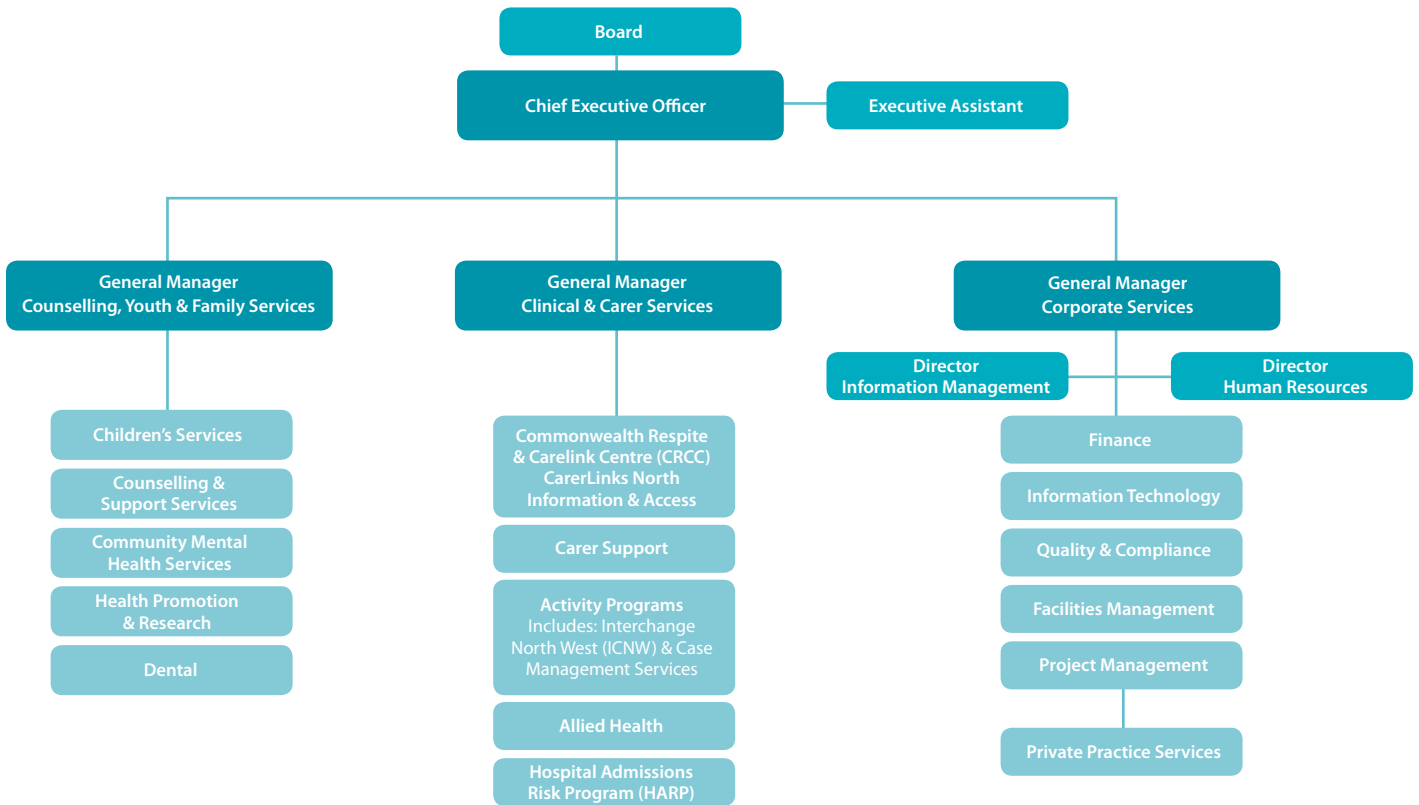 Board
Chief Executive Officer
Executive Assistant
General Manager
Counselling, Youth & Family Services
General Manager
Clinical & Carer Services
General Manager
Corporate Services
Director
Information Management
Director
Human Resources
Children’s Services
Counselling &
Support Services
Community Mental
Health Services
Health Promotion
& Research
Dental
Commonwealth Respite
& Carelink Centre (CRCC)
CarerLinks North
Information & Access
Carer Support
Activity Programs
Includes: Interchange
North West (ICNW) & Case
Management Services
Allied Health
Hospital Admissions
Risk Program (HARP)
Finance
Information Technology
Quality & Compliance
Facilities Management
Project Management
Private Practice Services